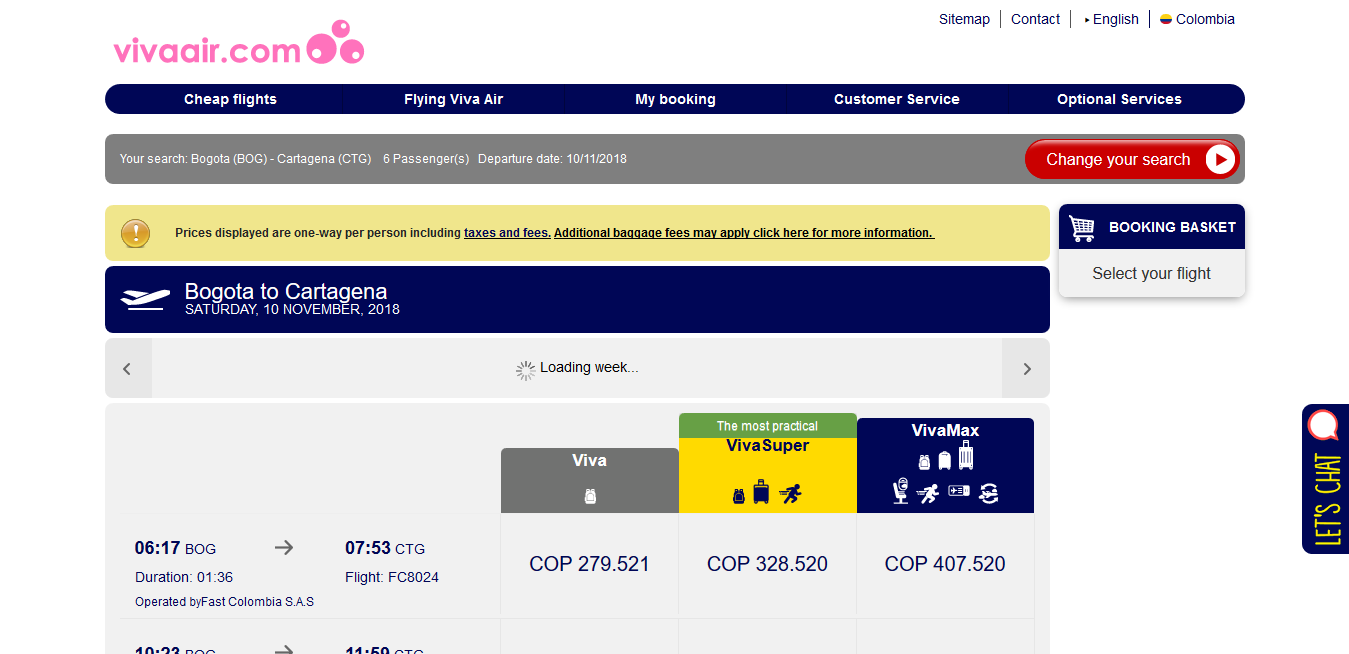 Sitemap
Contact
English
Colombia
vivaair.com
Cheap flights
Flying Viva Air
My booking
Customer Service
Optional Services
Your search: Bogota (BOG) - Cartagena (CTG) 6 Passenger(s) Departure date: 10/11/2018
Change your search
Prices displayed are one-way per person including taxes and fees. Additional baggage fees may apply click here for more information.
BOOKING BASKET
Select your flight
Bogota to Cartagena
SATURDAY, 10 NOVEMBER, 2018
Loading week...
The most practical
Viva
VivaSuper
VivaMax
06:17 BOG
07:53 CTG
Duration: 01:36
Flight: FC8024
Operated byFast Colombia S.A.S
COP 279.521
COP 328.520
COP 407.520
LET'S CHAT
10:23 BOG
11:59 CTG